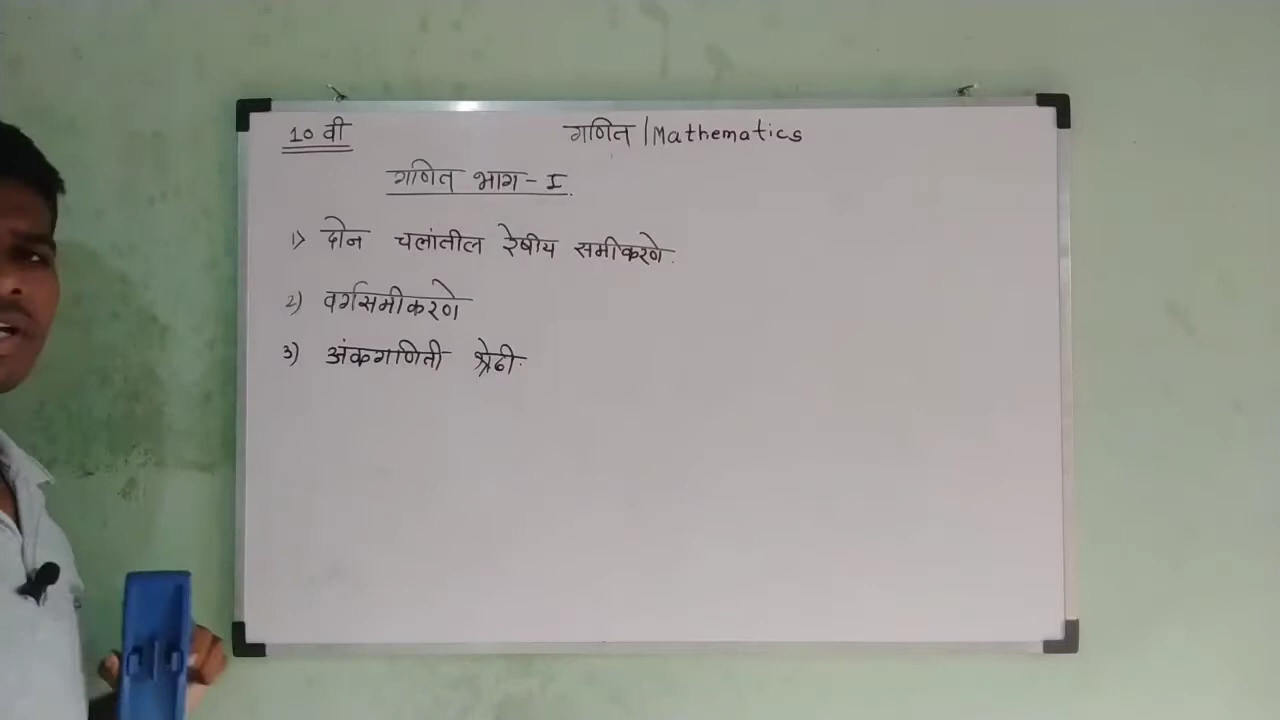 10 वी
गणित | Mathematics
गणित भाग - I
1) दोन चलांतील रेषीय समीकरणे.
2) वर्गसमीकरणे
3) अंकगणिती श्रेढी.